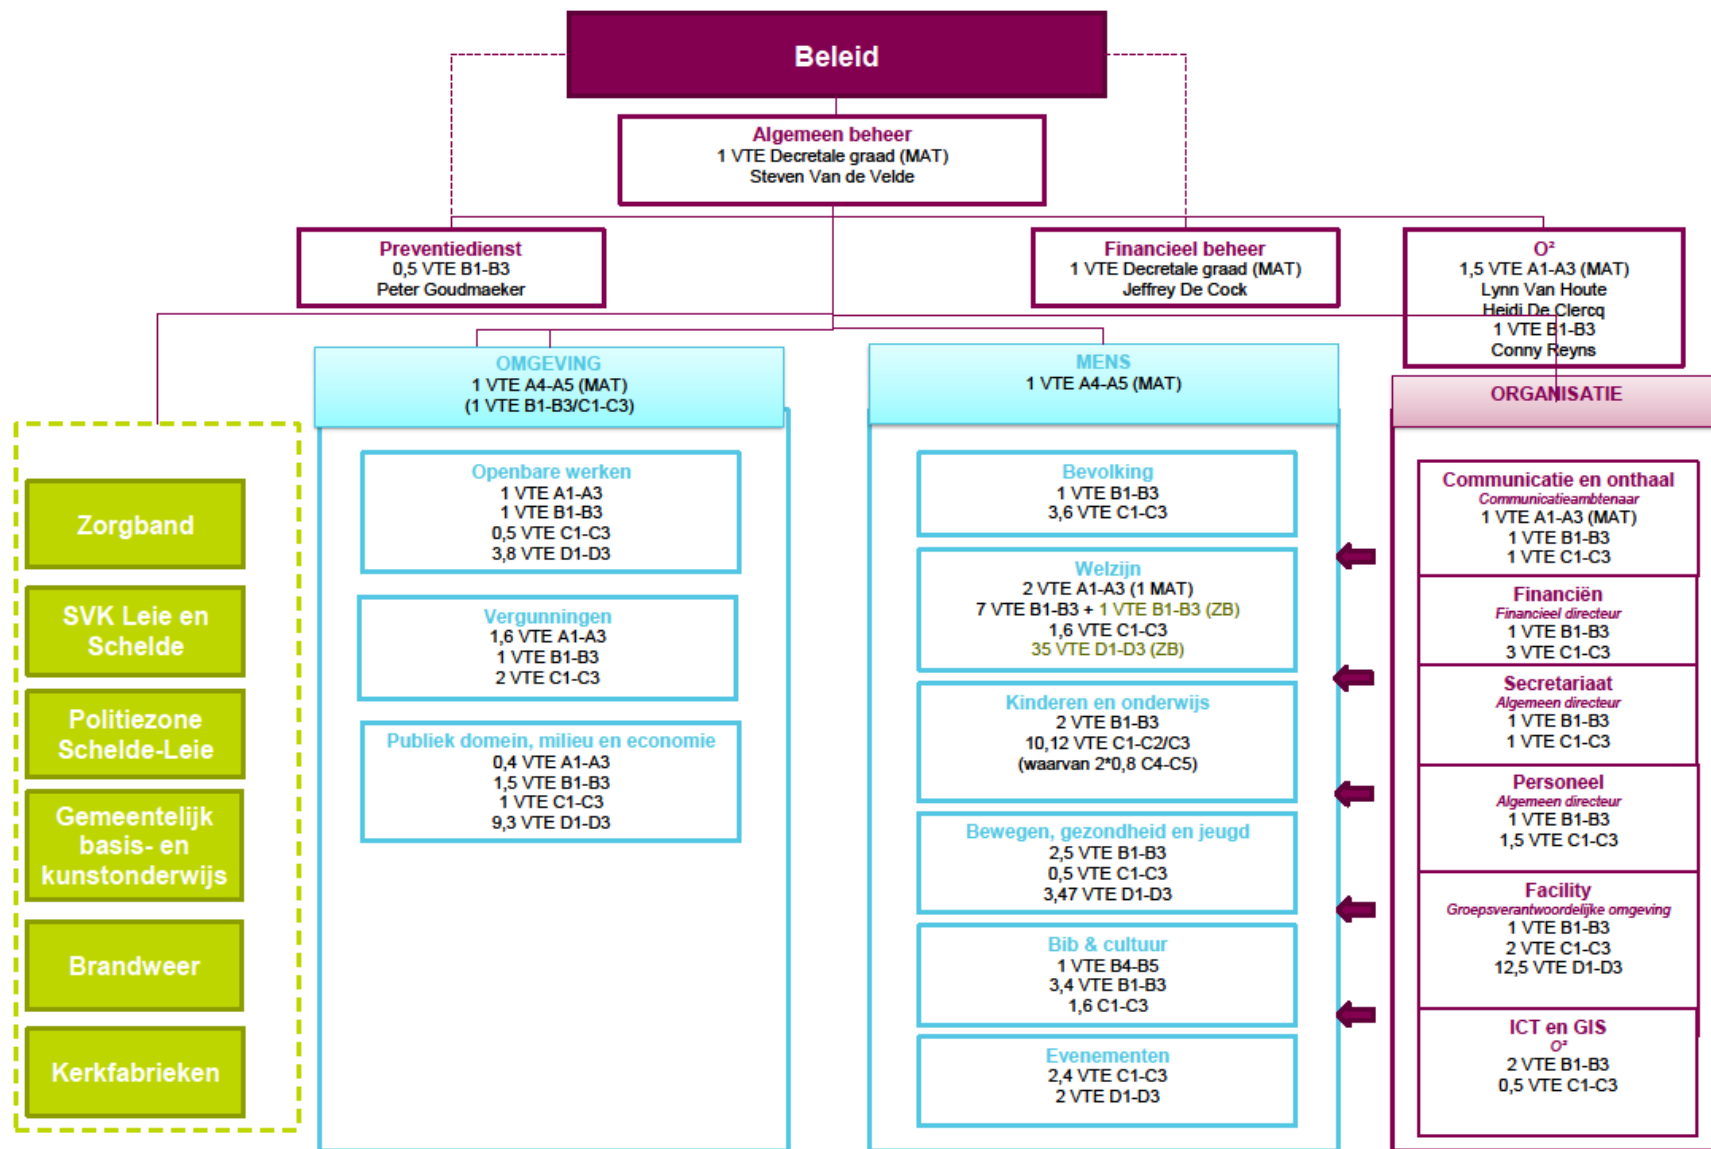 Beleid
Algemeen beheer
1 VTE Decretale graad (MAT)
Steven Van de Velde
Preventiedienst
0,5 VTE B1-B3
Peter Goudmaeker
Financieel beheer
1 VTE Decretale graad (MAT)
Jeffrey De Cock
O²
1,5 VTE A1-A3 (MAT)
Lynn Van Houte
Heidi De Clercq
1 VTE B1-B3
Conny Reyns
Zorgband
SVK Leie en
Schelde
Politiezone
Schelde-Leie
Gemeentelijk
basis- en
kunstonderwijs
Brandweer
Kerkfabrieken
OMGEVING
1 VTE A4-A5 (MAT)
(1 VTE B1-B3/C1-C3)
Openbare werken
1 VTE A1-A3
1 VTE B1-B3
0,5 VTE C1-C3
3,8 VTE D1-D3
Vergunningen
1,6 VTE A1-A3
1 VTE B1-B3
2 VTE C1-C3
Publiek domein, milieu en economie
0,4 VTE A1-A3
1,5 VTE B1-B3
1 VTE C1-C3
9,3 VTE D1-D3
MENS
1 VTE A4-A5 (MAT)
Bevolking
1 VTE B1-B3
3,6 VTE C1-C3
Welzijn
2 VTE A1-A3 (1 MAT)
7 VTE B1-B3 + 1 VTE B1-B3 (ZB)
1,6 VTE C1-C3
35 VTE D1-D3 (ZB)
Kinderen en onderwijs
2 VTE B1-B3
10,12 VTE C1-C2/C3
(waarvan 2*0,8 C4-C5)
Bewegen, gezondheid en jeugd
2,5 VTE B1-B3
0,5 VTE C1-C3
3,47 VTE D1-D3
Bib & cultuur
1 VTE B4-B5
3,4 VTE B1-B3
1,6 C1-C3
Evenementen
2,4 VTE C1-C3
2 VTE D1-D3
ORGANISATIE
Communicatie en onthaal
Communicatieambtenaar
1 VTE A1-A3 (MAT)
1 VTE B1-B3
1 VTE C1-C3
Financiën
Financieel directeur
1 VTE B1-B3
3 VTE C1-C3
Secretariaat
Algemeen directeur
1 VTE B1-B3
1 VTE C1-C3
Personeel
Algemeen directeur
1 VTE B1-B3
1,5 VTE C1-C3
Facility
Groepsverantwoordelijke omgeving
1 VTE B1-B3
2 VTE C1-C3
12,5 VTE D1-D3
ICT en GIS
O²
2 VTE B1-B3
0,5 VTE C1-C3